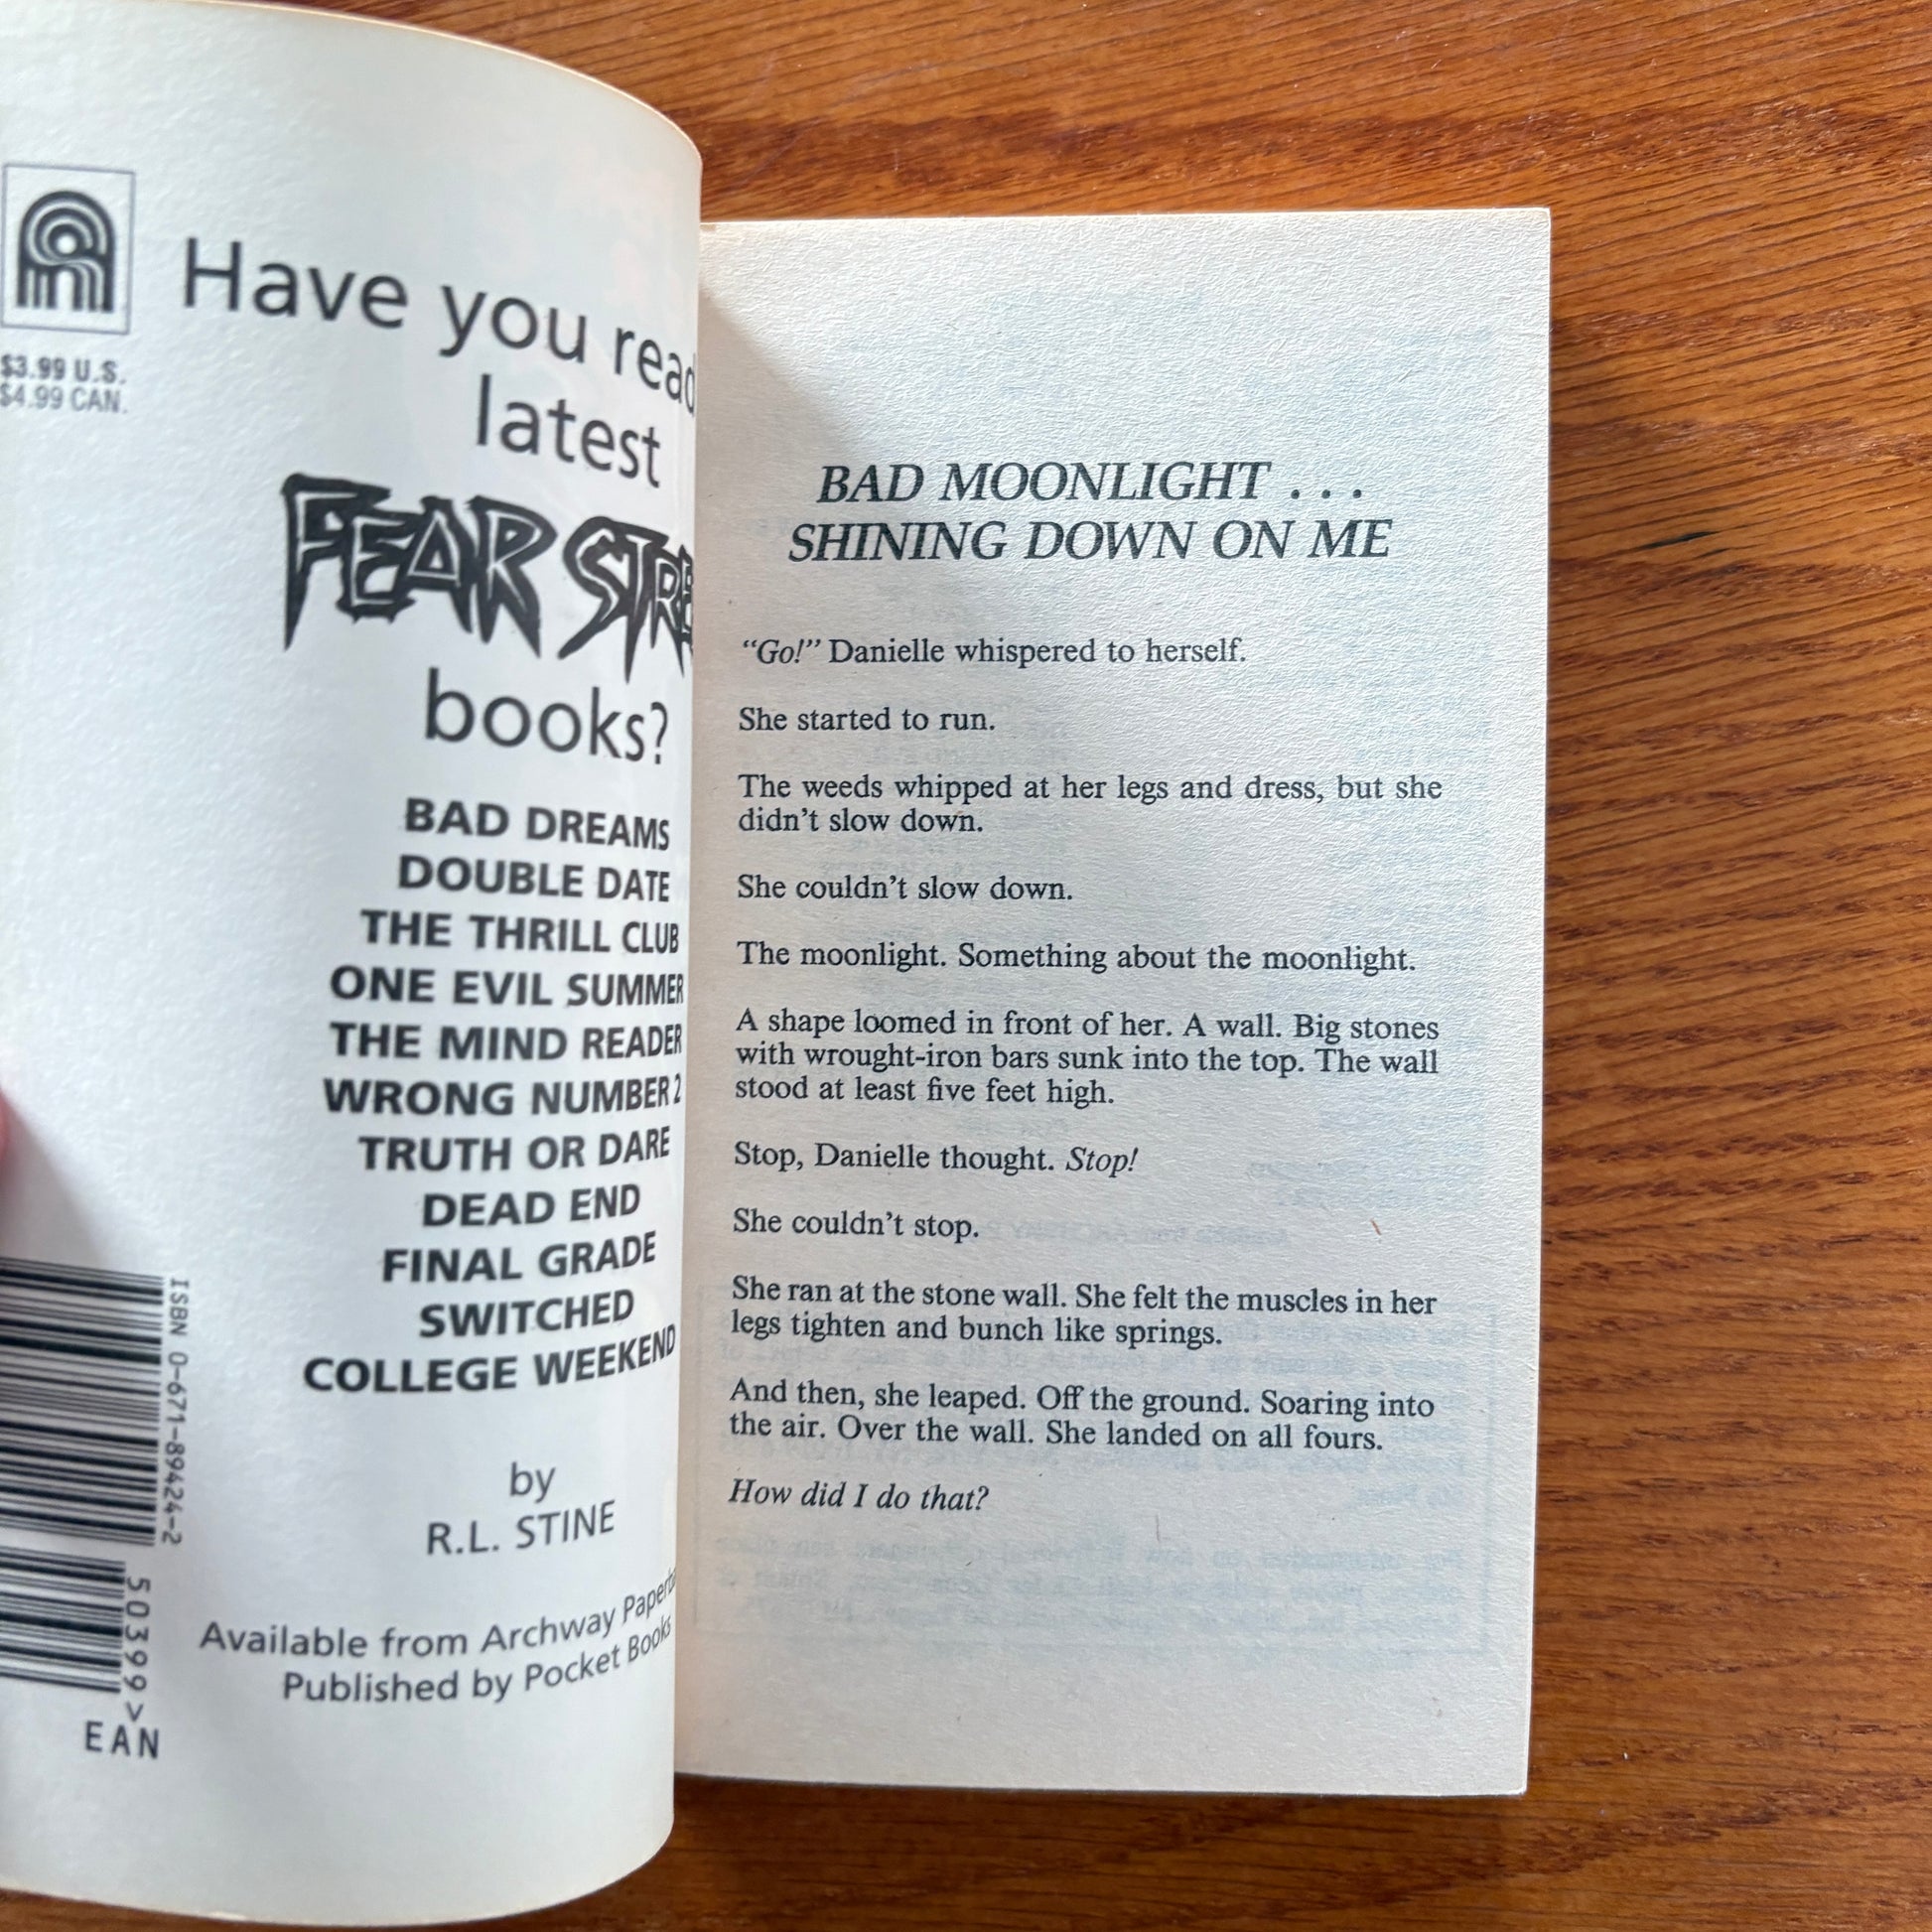 $3.99 U.S.
$4.99 CAN.
Have you read
latest
FEAR STREE
books?
BAD DREAMS
DOUBLE DATE
THE THRILL CLUB
ONE EVIL SUMMER
THE MIND READER
WRONG NUMBER 2
TRUTH OR DARE
DEAD END
FINAL GRADE
SWITCHED
COLLEGE WEEKEND
by
R.L. STINE
Available from Archway Paperba
Published by Pocket Books
ISBN 0-671-89424-2
50399>
EAN
BAD MOONLIGHT . . .
SHINING DOWN ON ME
“Go!” Danielle whispered to herself.
She started to run.
The weeds whipped at her legs and dress, but she
didn’t slow down.
She couldn’t slow down.
The moonlight. Something about the moonlight.
A shape loomed in front of her. A wall. Big stones
with wrought-iron bars sunk into the top. The wall
stood at least five feet high.
Stop, Danielle thought. Stop!
She couldn’t stop.
She ran at the stone wall. She felt the muscles in her
legs tighten and bunch like springs.
And then, she leaped. Off the ground. Soaring into
the air. Over the wall. She landed on all fours.
How did I do that?